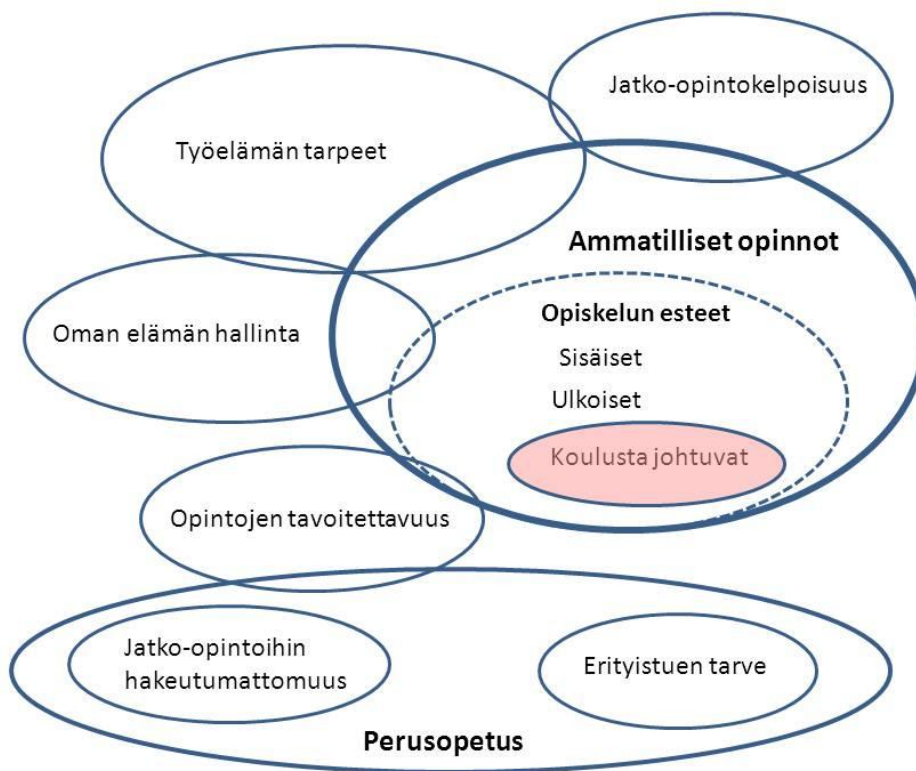 Jatko-opintokelpoisuus
Työelämän tarpeet
Ammatilliset opinnot
Opiskelun esteet
Oman elämän hallinta
Sisäiset
Ulkoiset
Koulusta johtuvat
Opintojen tavoitettavuus
Jatko-opintoihin
hakeutumattomuus
Erityistuen tarve
Perusopetus